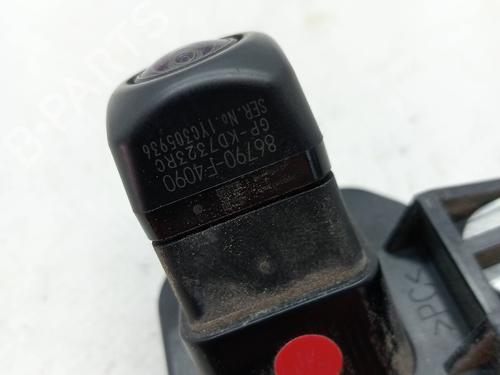 86790-F4090
GP-KD7323RC
SER.No.1YC305936
>PC<
B-PARTS